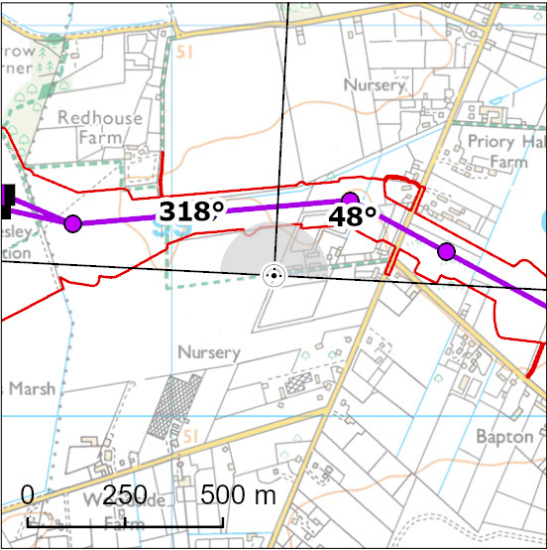 51
rrow
rner
Nursery
Redhouse
Farm
Priory Hal
Farm
318°
48°
esley
tion
Nursery
s Marsh
51
Bapton
0 250 500 m
Farm